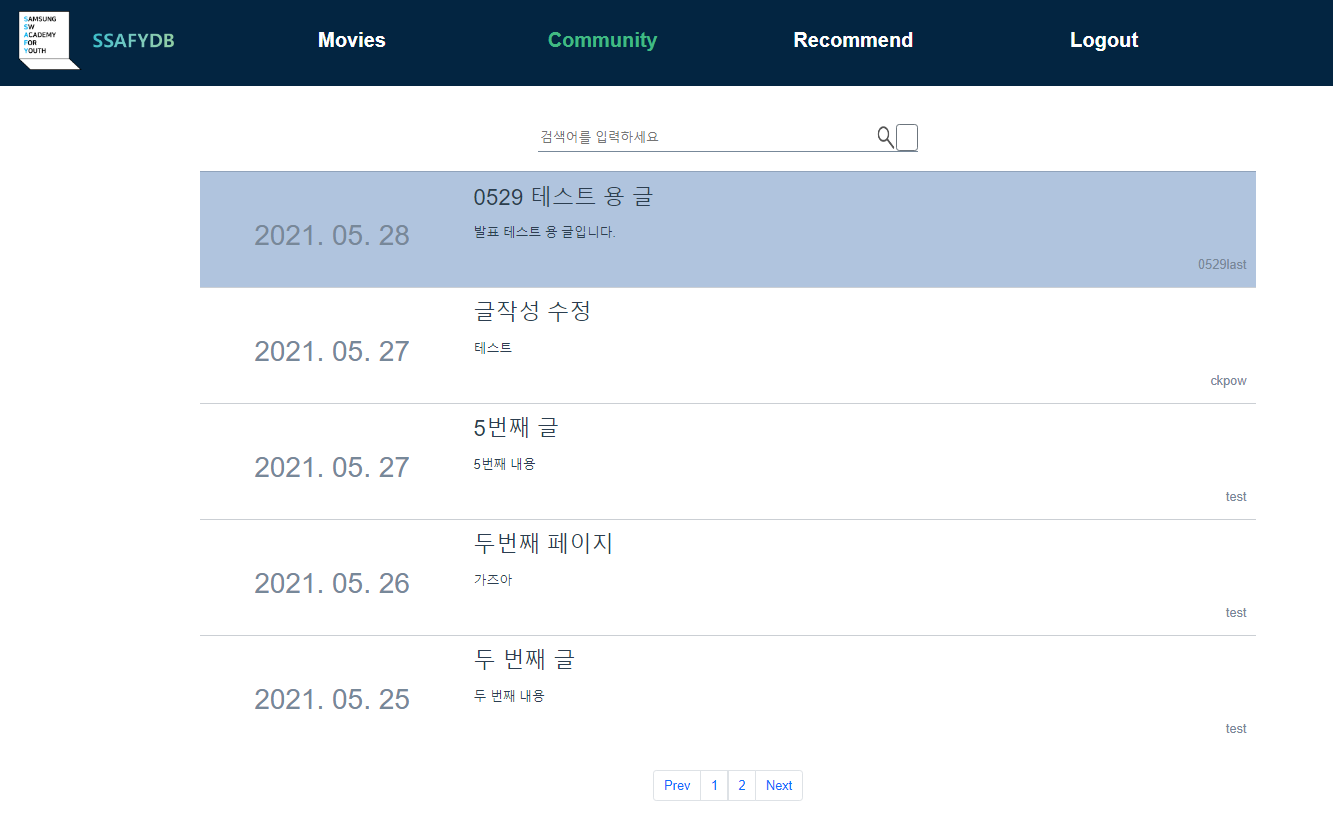 SAMSUNG
SW
ACADEMY
FOR
YOUTH
SSAFYDB
Movies
Community
Recommend
Logout
검색어를 입력하세요
2021. 05. 28
0529 테스트 용 글
발표 테스트 용 글입니다.
0529last
2021. 05. 27
글작성 수정
테스트
ckpow
2021. 05. 27
5번째 글
5번째 내용
test
2021. 05. 26
두번째 페이지
가즈아
test
2021. 05. 25
두 번째 글
두 번째 내용
test
Prev 1 2 Next